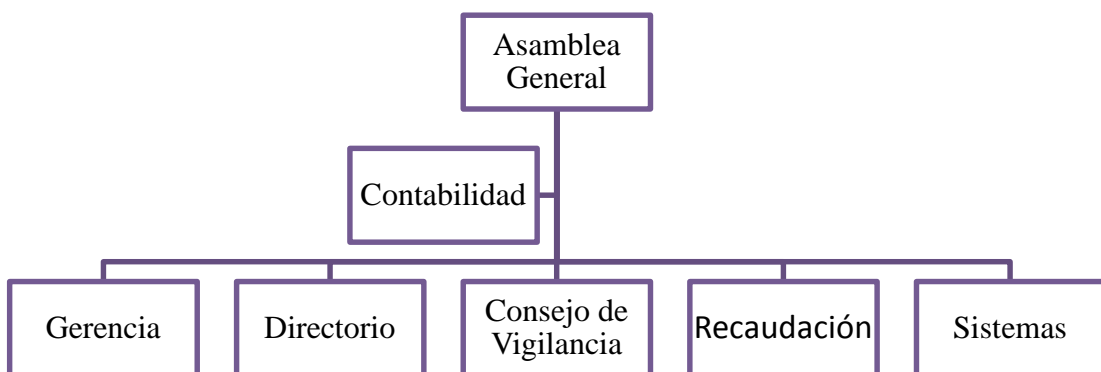 Asamblea
General
Contabilidad
Gerencia
Directorio
Consejo de
Vigilancia
Recaudación
Sistemas